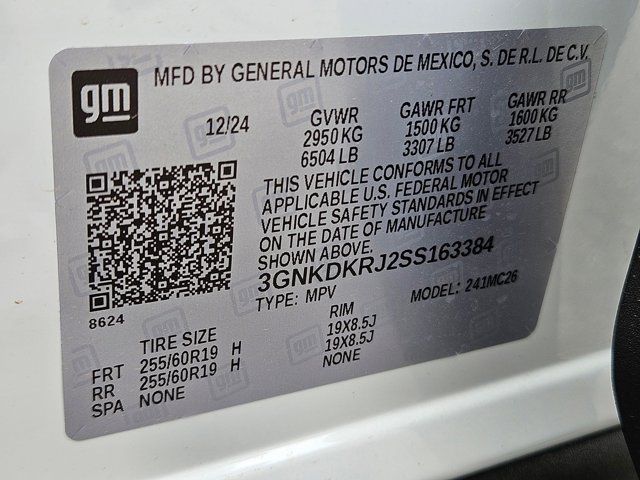 gm
MFD BY GENERAL MOTORS DE MEXICO, S. DE R.L. DE C.V.
12/24 GVWR GAWR FRT GAWR RR
2950 KG 1500 KG 1600 KG
6504 LB 3307 LB 3527 LB
THIS VEHICLE CONFORMS TO ALL
APPLICABLE U.S. FEDERAL MOTOR
VEHICLE SAFETY STANDARDS IN EFFECT
ON THE DATE OF MANUFACTURE
SHOWN ABOVE.
3GNKDKRJ2SS163384
TYPE: MPV MODEL: 241MC26
8624
TIRE SIZE RIM
FRT 255/60R19 H 19X8.5J
RR 255/60R19 H 19X8.5J
SPA NONE NONE